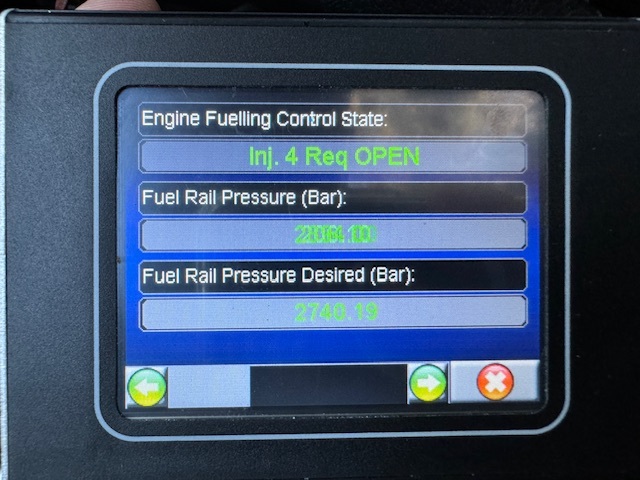 Engine Fuelling Control State:
Inj. 4 Req OPEN
Fuel Rail Pressure (Bar):
Fuel Rail Pressure Desired (Bar):
2740.19